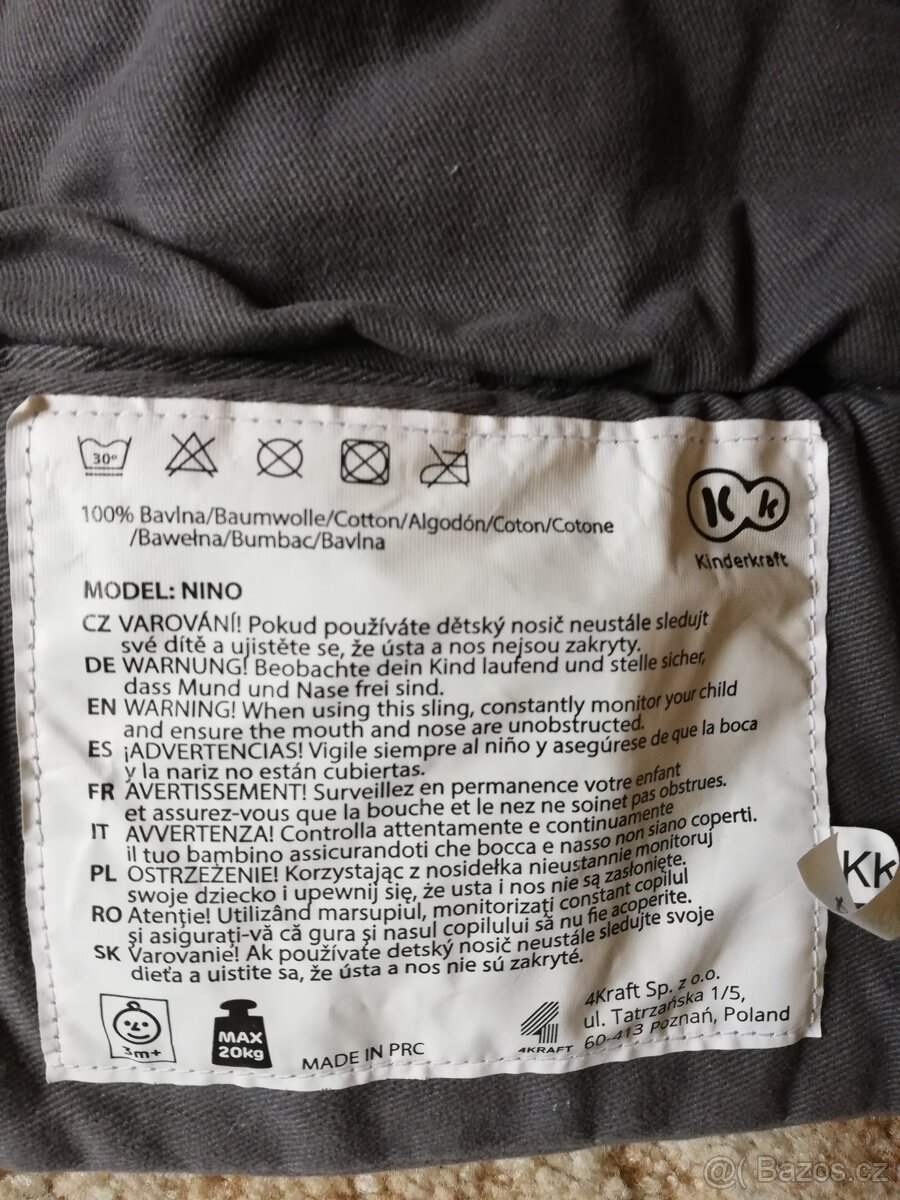 30°
100% Bavlna/Baumwolle/Cotton/Algodón/Coton/Cotone
/Bawełna/Bumbac/Bavlna
Kk
Kinderkraft
MODEL: NINO
CZ VAROVÁNÍ! Pokud používáte dětský nosič neustále sledujt
své dítě a ujistěte se, že ústa a nos nejsou zakryty.
DE WARNUNG! Beobachte dein Kind laufend und stelle sicher,
dass Mund und Nase frei sind.
EN WARNING! When using this sling, constantly monitor your child
and ensure the mouth and nose are unobstructed.
ES ¡ADVERTENCIAS! Vigile siempre al niño y asegúrese de que la boca
y la nariz no están cubiertas.
FR AVERTISSEMENT! Surveillez en permanence votre enfant
et assurez-vous que la bouche et le nez ne soinet pas obstrues.
IT AVVERTENZA! Controlla attentamente e continuamente
il tuo bambino assicurandoti che bocca e nasso non siano coperti.
PL OSTRZEŻENIE! Korzystając z nosidełka nieustannie monitoruj
swoje dziecko i upewnij się, że usta i nos nie są zasłonięte.
RO Atenţie! Utilizând marsupiul, monitorizaţi constant copilul
şi asiguraţi-vă că gura şi nasul copilului să nu fie acoperite.
SK Varovanie! Ak používate detský nosič neustále sledujte svoje
dieťa a uistite sa, že ústa a nos nie sú zakryté.
3m+
MAX
20kg
MADE IN PRC
4KRAFT
4Kraft Sp. z o.o.
ul. Tatrzańska 1/5,
60-413 Poznań, Poland
Kk
@( Bazos.cz